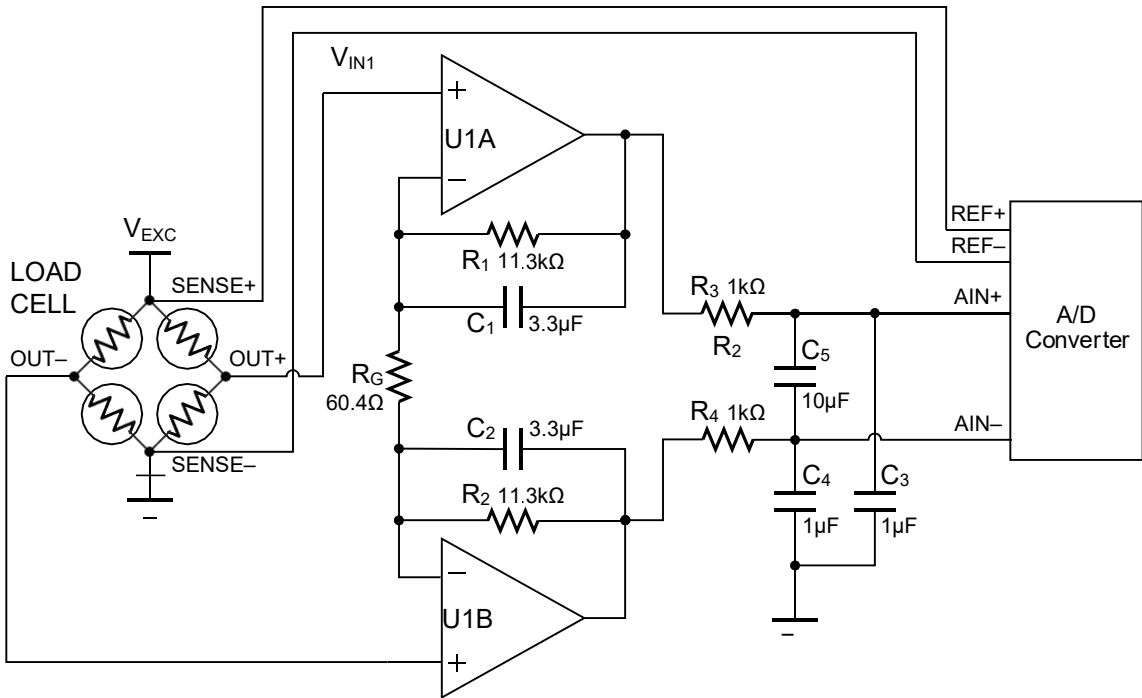 V_IN1
+
U1A
−
REF+
REF–
V_EXC
R1 11.3kΩ
LOAD
CELL
SENSE+
AIN+
R3 1kΩ
A/D
Converter
C1 3.3µF
R2
C5
OUT–
OUT+
RG
60.4Ω
10µF
R4 1kΩ
C2 3.3µF
AIN–
SENSE–
C4
C3
R2 11.3kΩ
1µF
1µF
−
U1B
+